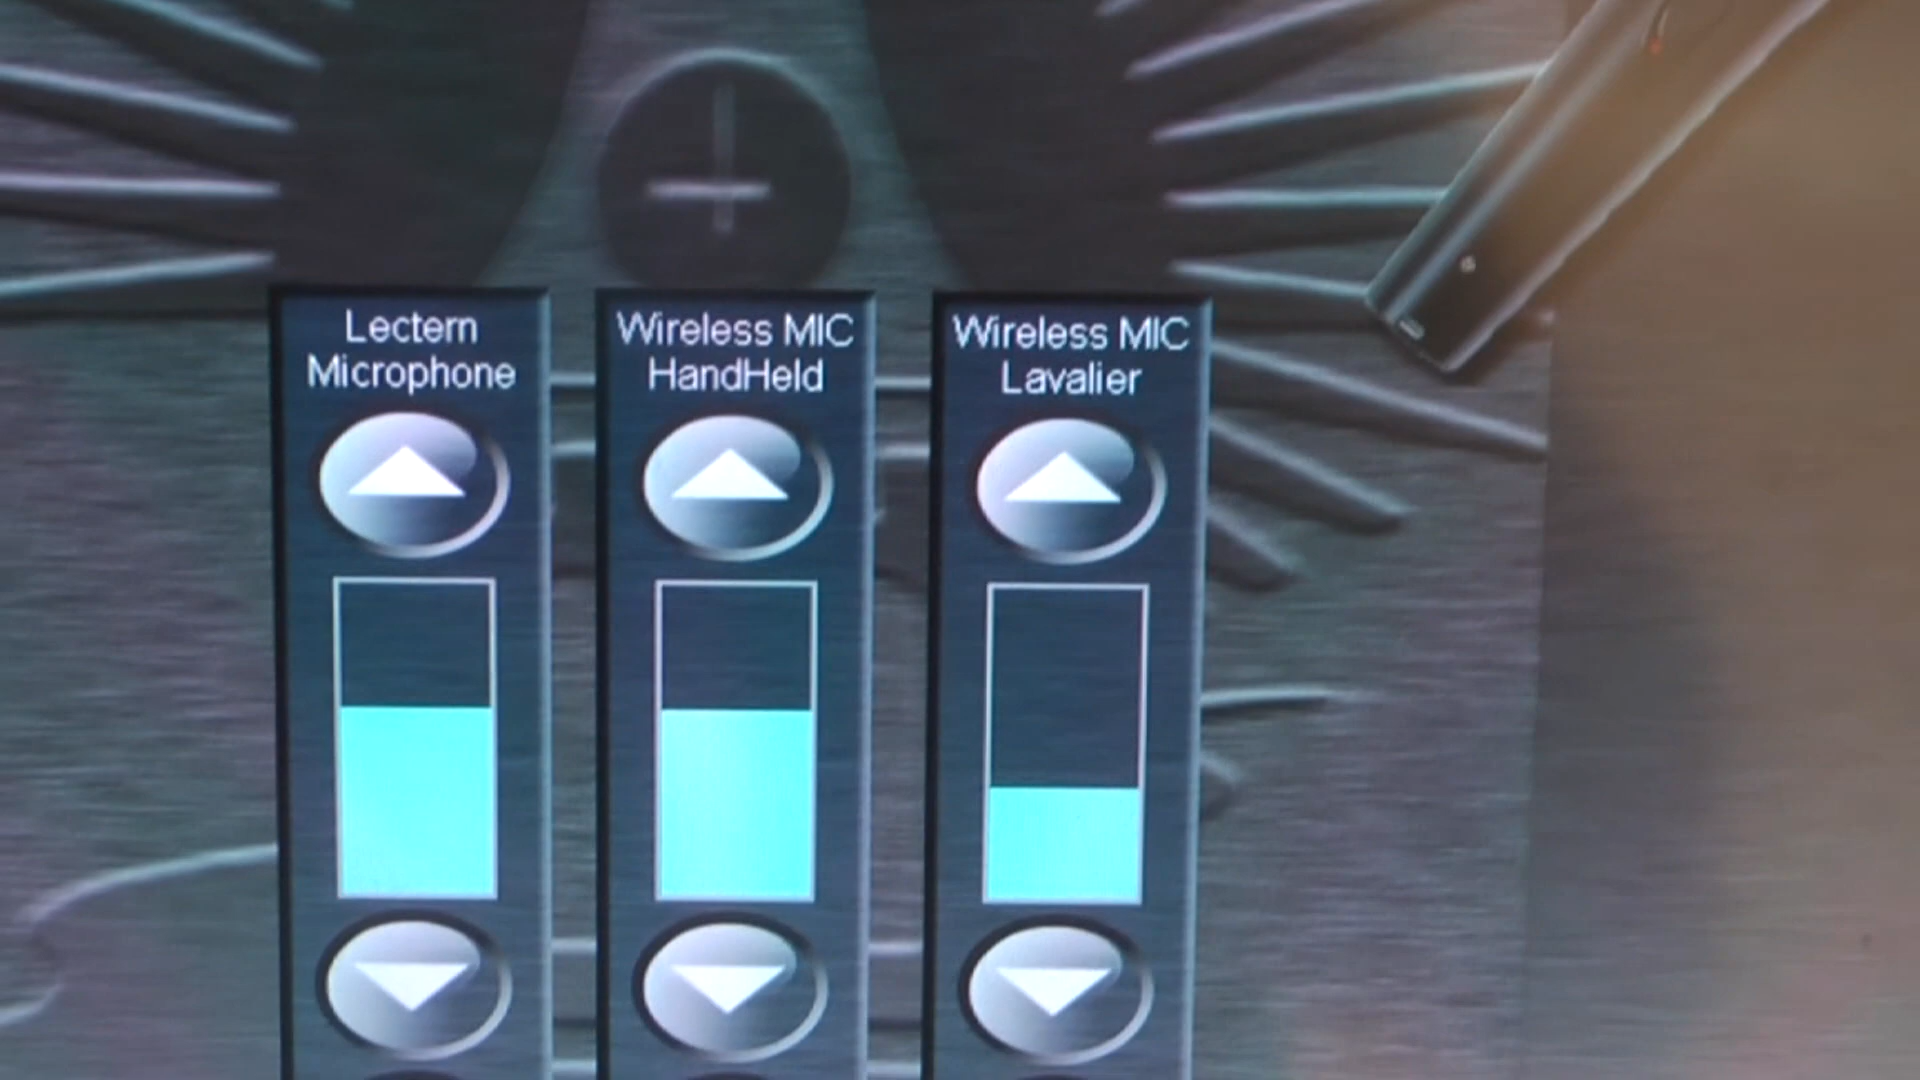 Lectern
Microphone
Wireless MIC
HandHeld
Wireless MIC
Lavalier